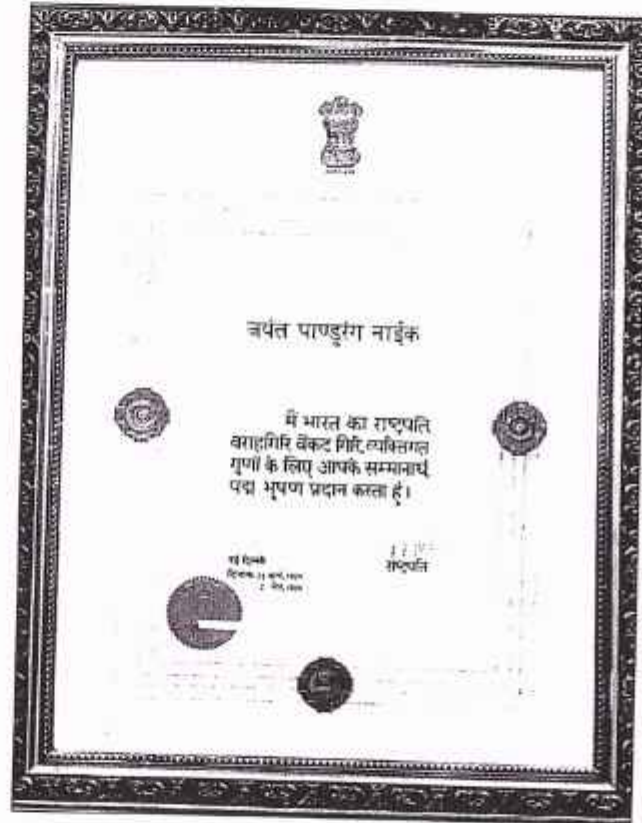 जयंत पाण्डुरंग नाईक
मैं भारत का राष्ट्रपति
वराहगिरि वेंकट गिरि, व्यक्तिगत
गुणों के लिए आपके सम्मानार्थ
पद्म भूषण प्रदान करता हूं।
नई दिल्ली
दिनांक
राष्ट्रपति